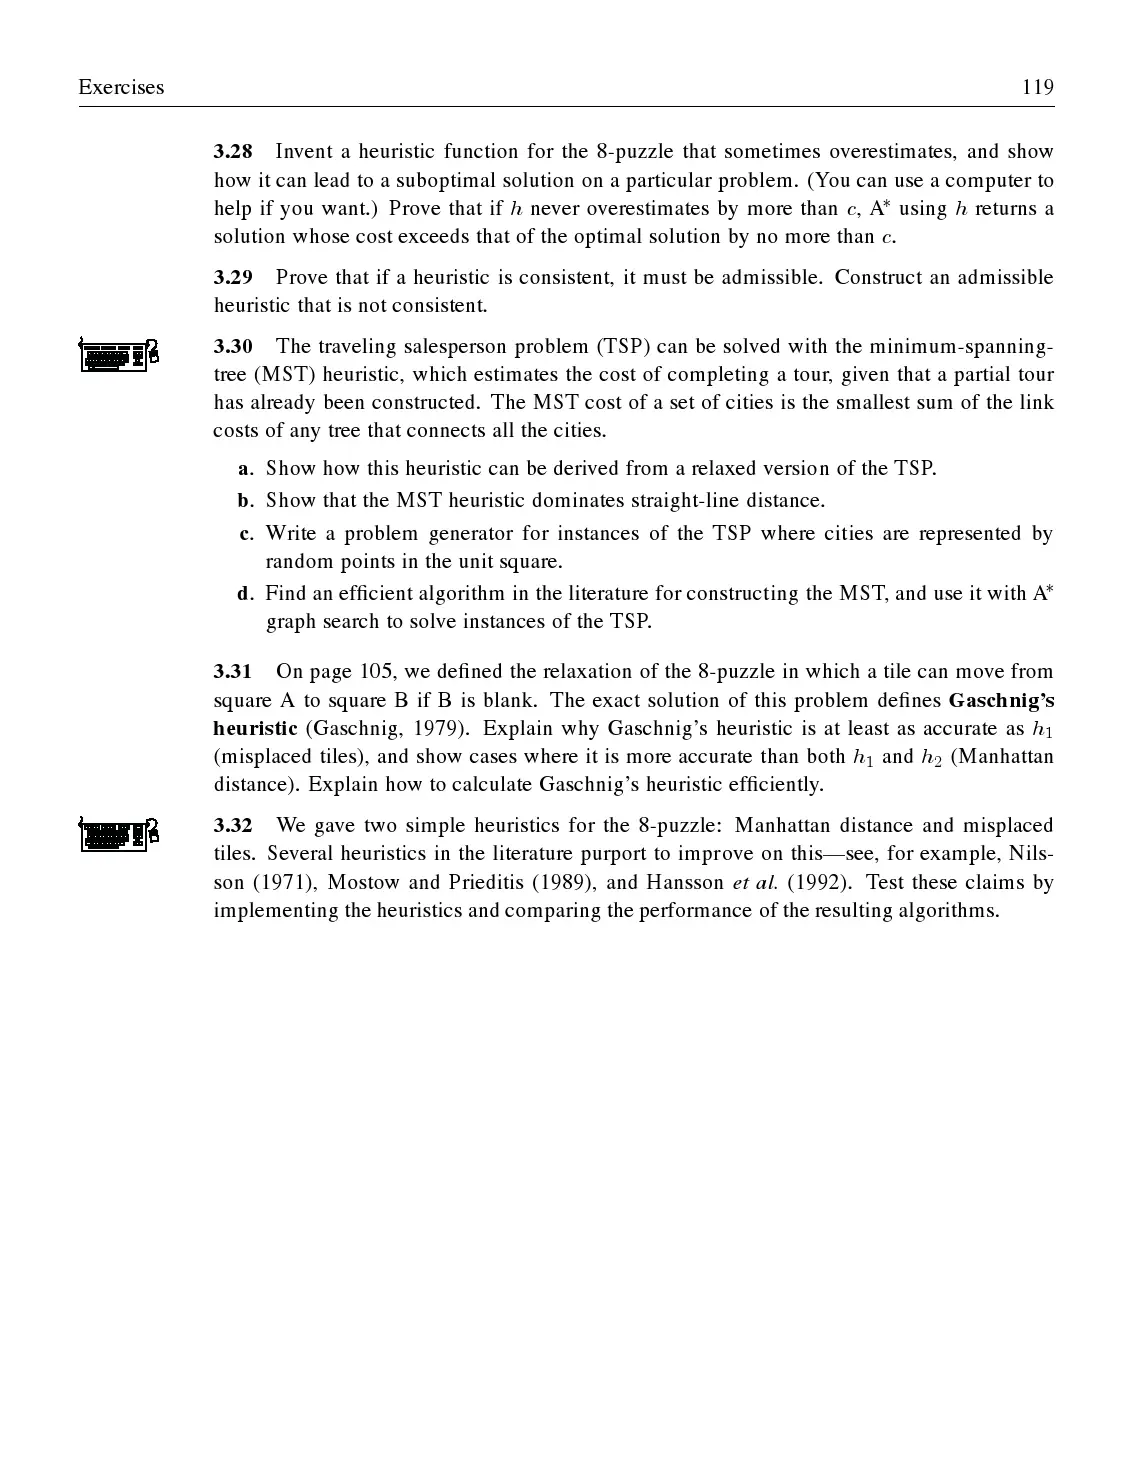 Exercises 119
3.28 Invent a heuristic function for the 8-puzzle that sometimes overestimates, and show
how it can lead to a suboptimal solution on a particular problem. (You can use a computer to
help if you want.) Prove that if h never overestimates by more than c, A* using h returns a
solution whose cost exceeds that of the optimal solution by no more than c.
3.29 Prove that if a heuristic is consistent, it must be admissible. Construct an admissible
heuristic that is not consistent.
3.30 The traveling salesperson problem (TSP) can be solved with the minimum-spanning-
tree (MST) heuristic, which estimates the cost of completing a tour, given that a partial tour
has already been constructed. The MST cost of a set of cities is the smallest sum of the link
costs of any tree that connects all the cities.
a. Show how this heuristic can be derived from a relaxed version of the TSP.
b. Show that the MST heuristic dominates straight-line distance.
c. Write a problem generator for instances of the TSP where cities are represented by
random points in the unit square.
d. Find an efficient algorithm in the literature for constructing the MST, and use it with A*
graph search to solve instances of the TSP.
3.31 On page 105, we defined the relaxation of the 8-puzzle in which a tile can move from
square A to square B if B is blank. The exact solution of this problem defines Gaschnig's
heuristic (Gaschnig, 1979). Explain why Gaschnig's heuristic is at least as accurate as h₁
(misplaced tiles), and show cases where it is more accurate than both h₁ and h₂ (Manhattan
distance). Explain how to calculate Gaschnig's heuristic efficiently.
3.32 We gave two simple heuristics for the 8-puzzle: Manhattan distance and misplaced
tiles. Several heuristics in the literature purport to improve on this—see, for example, Nils-
son (1971), Mostow and Prieditis (1989), and Hansson et al. (1992). Test these claims by
implementing the heuristics and comparing the performance of the resulting algorithms.